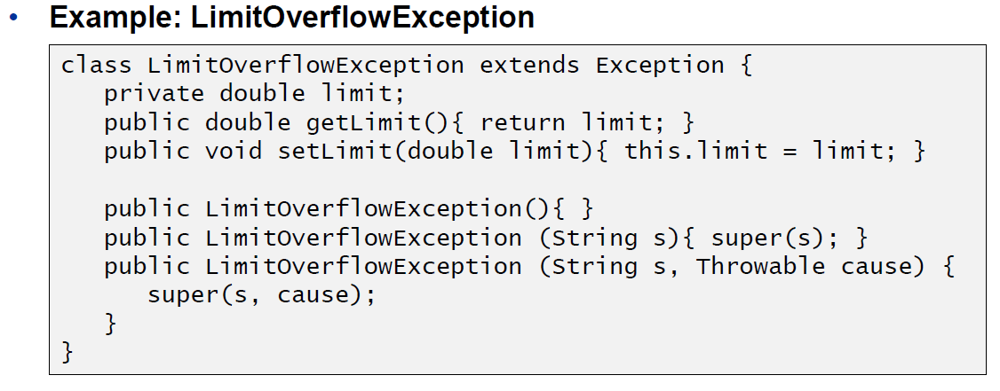 • Example: LimitOverflowException
class LimitOverflowException extends Exception {
private double limit;
public double getLimit(){ return limit; }
public void setLimit(double limit){ this.limit = limit; }
public LimitOverflowException(){ }
public LimitOverflowException (String s){ super(s); }
public LimitOverflowException (String s, Throwable cause) {
super(s, cause);
}
}